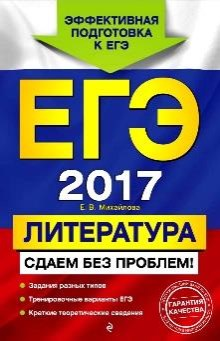 ЭФФЕКТИВНАЯ
ПОДГОТОВКА
К ЕГЭ
ЕГЭ
2017
Е. В. Михайлова
ЛИТЕРАТУРА
СДАЕМ БЕЗ ПРОБЛЕМ!
Задания разных типов
Тренировочные варианты ЕГЭ
Краткие теоретические сведения
ГАРАНТИЯ
КАЧЕСТВА